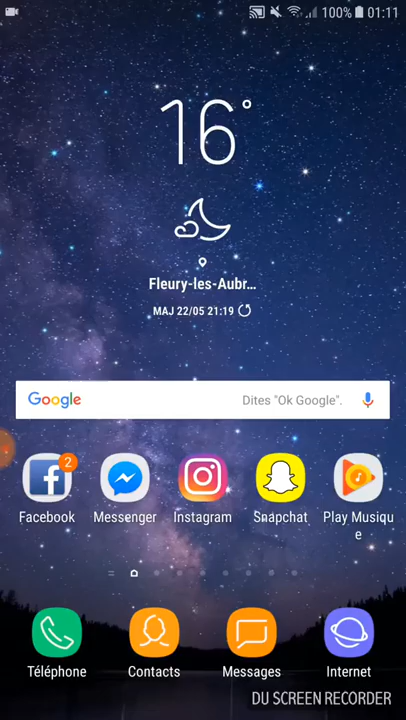 100% 01:11
16°
Fleury-les-Aubr...
MAJ 22/05 21:19
Google Dites "Ok Google".
2
Facebook Messenger Instagram Snapchat Play Musiqu
e
Téléphone Contacts Messages Internet
DU SCREEN RECORDER